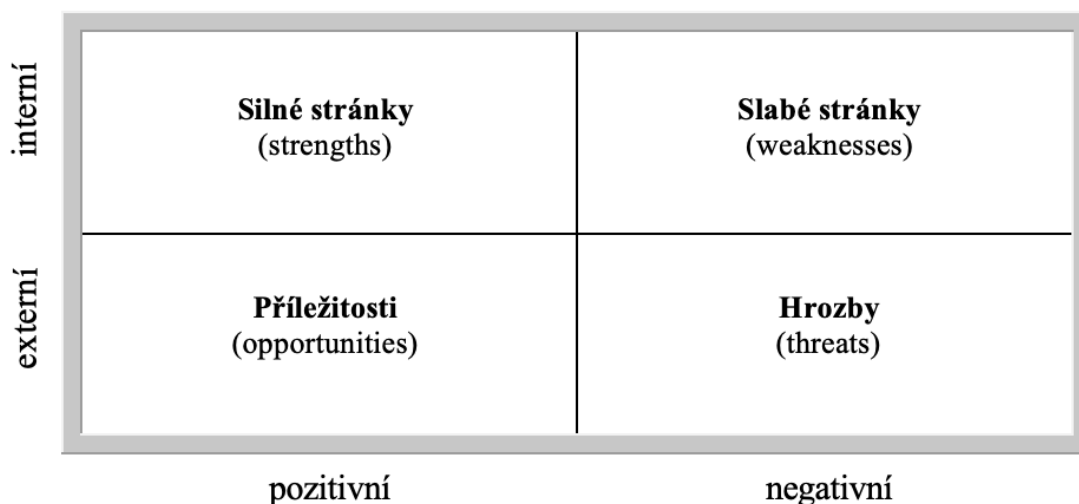 interní
Silné stránky
(strengths)
Slabé stránky
(weaknesses)
externí
Příležitosti
(opportunities)
Hrozby
(threats)
pozitivní
negativní